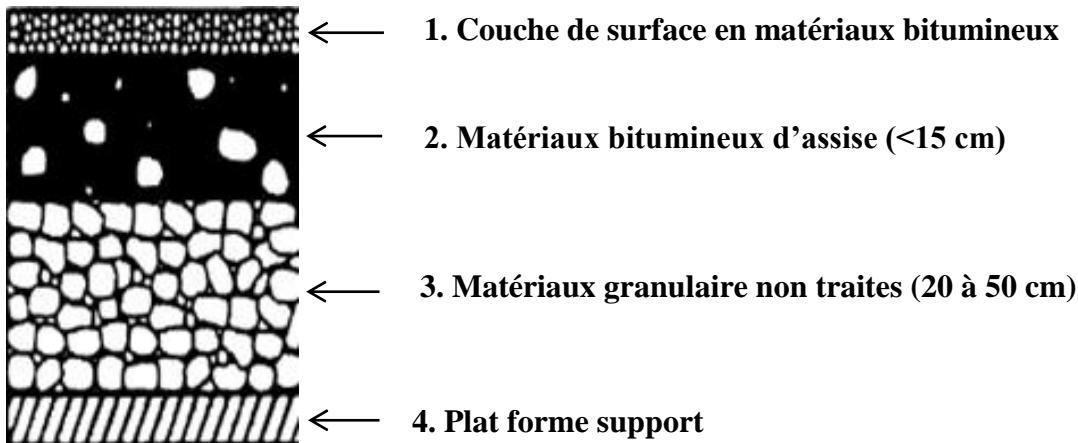 1. Couche de surface en matériaux bitumineux
2. Matériaux bitumineux d’assise (<15 cm)
3. Matériaux granulaire non traites (20 à 50 cm)
4. Plat forme support